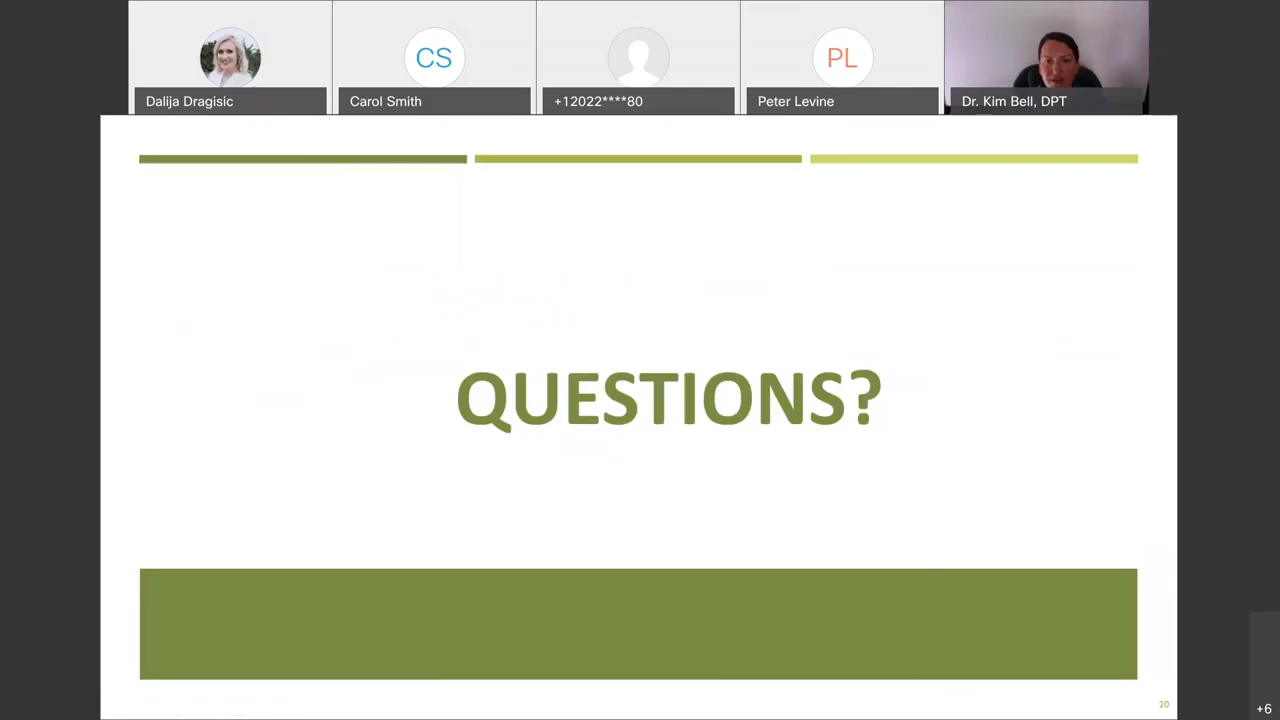 CS
PL
Dalija Dragisic
Carol Smith
+12022****80
Peter Levine
Dr. Kim Bell, DPT
QUESTIONS?
20
+6